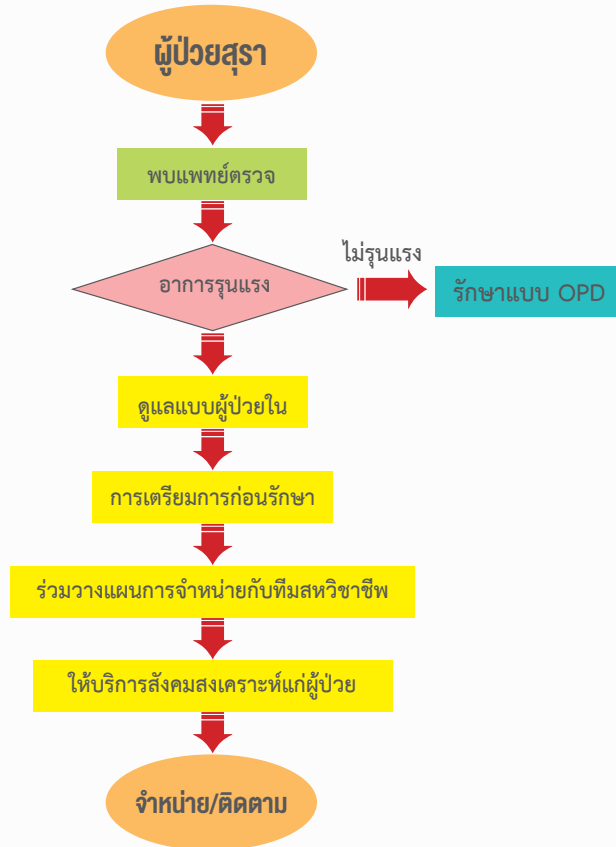 ผู้ป่วยสุรา
พบแพทย์ตรวจ
อาการรุนแรง
ไม่รุนแรง
รักษาแบบ OPD
ดูแลแบบผู้ป่วยใน
การเตรียมการก่อนรักษา
ร่วมวางแผนการจำหน่ายกับทีมสหวิชาชีพ
ให้บริการสังคมสงเคราะห์แก่ผู้ป่วย
จำหน่าย/ติดตาม